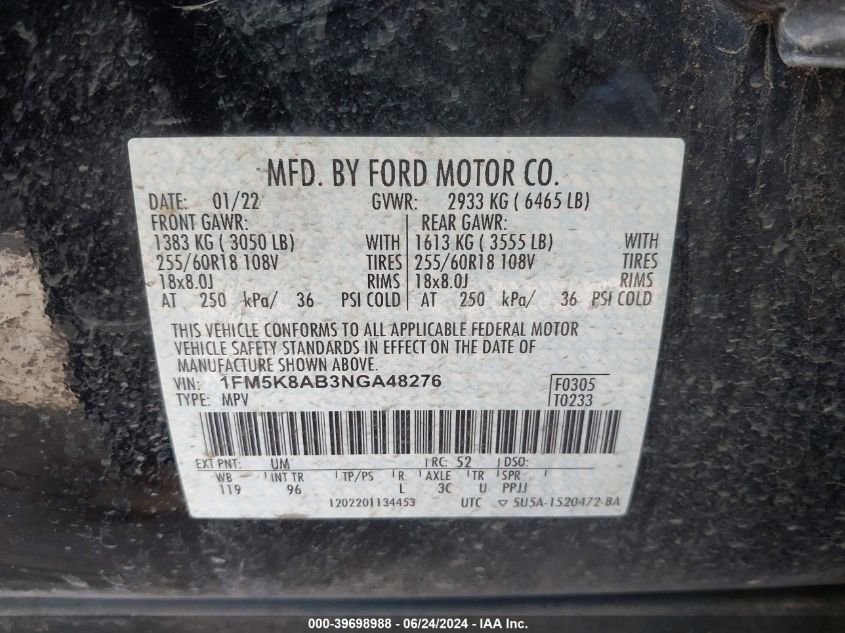 MFD. BY FORD MOTOR CO.
DATE: 01/22 GVWR: 2933 KG ( 6465 LB)
FRONT GAWR: REAR GAWR:
1383 KG ( 3050 LB) WITH 1613 KG ( 3555 LB) WITH
255/60R18 108V TIRES 255/60R18 108V TIRES
18x8.0J RIMS 18x8.0J RIMS
AT 250 kPa/ 36 PSI COLD AT 250 kPa/ 36 PSI COLD
THIS VEHICLE CONFORMS TO ALL APPLICABLE FEDERAL MOTOR
VEHICLE SAFETY STANDARDS IN EFFECT ON THE DATE OF
MANUFACTURE SHOWN ABOVE.
VIN: 1FM5K8AB3NGA48276 F0305
TYPE: MPV T0233
EXT PNT: UM RC: 52 DSO:
WB INT TR TP/PS R AXLE TR SPR
119 96 L 3C U PPJJ
1202201134453 UTC ▽ 5U5A-1520472-BA
000-39698988 - 06/24/2024 - IAA Inc.